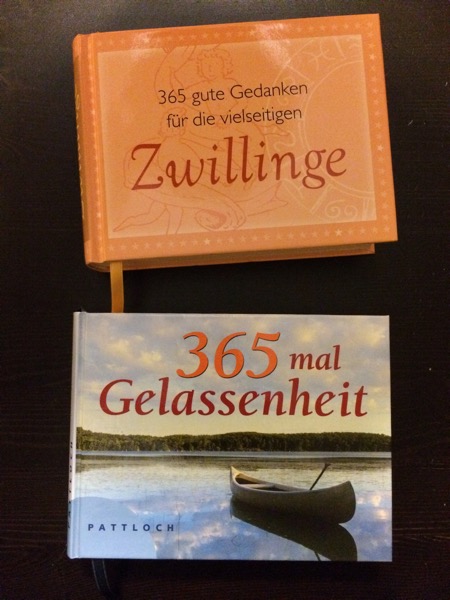 365 gute Gedanken
für die vielseitigen
Zwillinge
365 mal
Gelassenheit
PATTLOCH